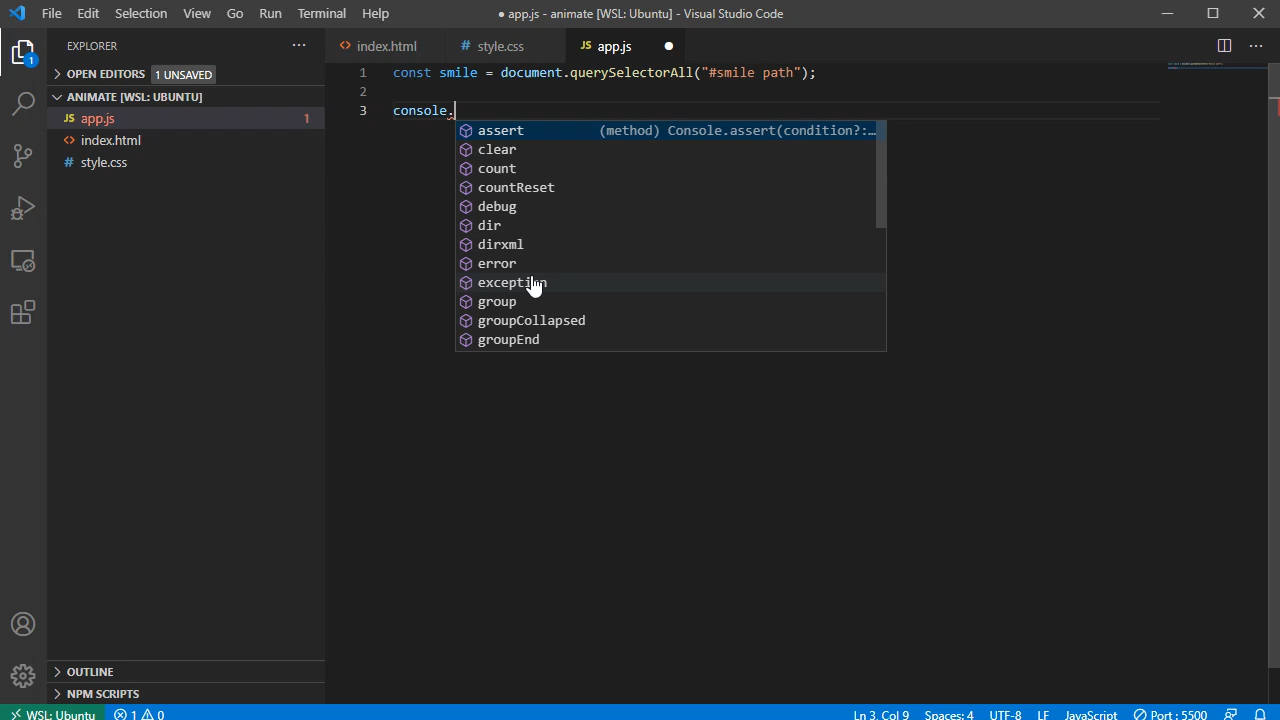 File Edit Selection View Go Run Terminal Help
● app.js - animate [WSL: Ubuntu] - Visual Studio Code
EXPLORER
OPEN EDITORS 1 UNSAVED
ANIMATE [WSL: UBUNTU]
JS app.js 1
<> index.html
# style.css
OUTLINE
NPM SCRIPTS
1
<> index.html
# style.css
JS app.js ●
1 const smile = document.querySelectorAll("#smile path");
2
3 console.
assert (method) Console.assert(condition?:…
clear
count
countReset
debug
dir
dirxml
error
exception
group
groupCollapsed
groupEnd
WSL: Ubuntu 1 0 Ln 3, Col 9 Spaces: 4 UTF-8 LF JavaScript Port : 5500